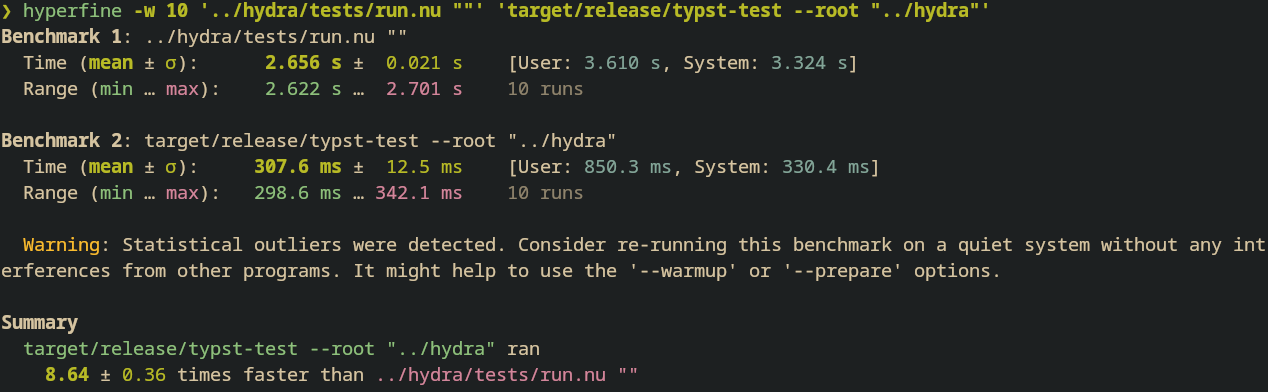 ❯ hyperfine -w 10 '../hydra/tests/run.nu ""' 'target/release/typst-test --root "../hydra"'
Benchmark 1: ../hydra/tests/run.nu ""
  Time (mean ± σ):      2.656 s ±  0.021 s    [User: 3.610 s, System: 3.324 s]
  Range (min … max):    2.622 s …  2.701 s    10 runs

Benchmark 2: target/release/typst-test --root "../hydra"
  Time (mean ± σ):     307.6 ms ±  12.5 ms    [User: 850.3 ms, System: 330.4 ms]
  Range (min … max):   298.6 ms … 342.1 ms    10 runs

  Warning: Statistical outliers were detected. Consider re-running this benchmark on a quiet system without any int
erferences from other programs. It might help to use the '--warmup' or '--prepare' options.

Summary
  target/release/typst-test --root "../hydra" ran
    8.64 ± 0.36 times faster than ../hydra/tests/run.nu ""